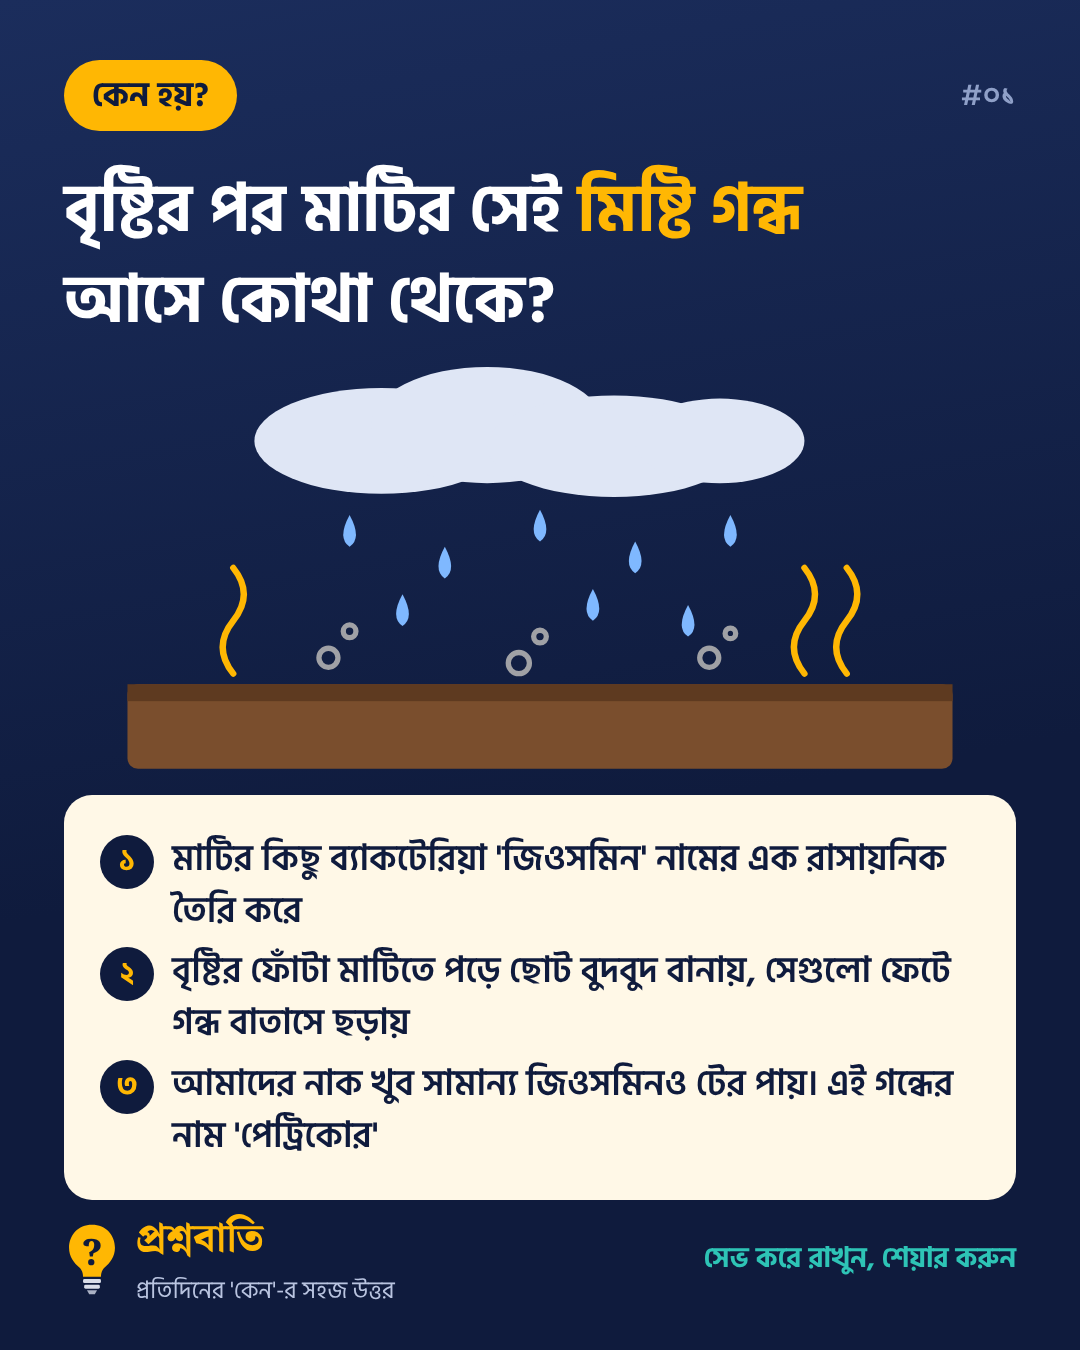 কেন হয়?
#০১
বৃষ্টির পর মাটির সেই মিষ্টি গন্ধ
আসে কোথা থেকে?
১ মাটির কিছু ব্যাকটেরিয়া 'জিওসমিন' নামের এক রাসায়নিক
তৈরি করে
২ বৃষ্টির ফোঁটা মাটিতে পড়ে ছোট বুদবুদ বানায়, সেগুলো ফেটে
গন্ধ বাতাসে ছড়ায়
৩ আমাদের নাক খুব সামান্য জিওসমিনও টের পায়। এই গন্ধের
নাম 'পেট্রিকোর'
?
প্রশ্নবাতি
প্রতিদিনের 'কেন'-র সহজ উত্তর
সেভ করে রাখুন, শেয়ার করুন